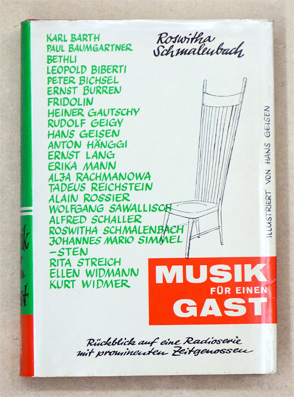 KARL BARTH
PAUL BAUMGARTNER
BETHLI
LEOPOLD BIBERTI
PETER BICHSEL
ERNST BURREN
FRIDOLIN
HEINER GAUTSCHY
RUDOLF GEIGY
HANS GEISEN
ANTON HÄNGGI
ERNST LANG
ERIKA MANN
ALJA RACHMANOWA
TADEUS REICHSTEIN
ALAIN ROSSIER
WOLFGANG SAWALLISCH
ALFRED SCHALLER
ROSWITHA SCHMALENBACH
JOHANNES MARIO SIMMEL
-STEN
RITA STREICH
ELLEN WIDMANN
KURT WIDMER
Roswitha
Schmalenbach
ILLUSTRIERT VON HANS GEISEN
MUSIK
FÜR EINEN
GAST
Rückblick auf eine Radioserie
mit prominenten Zeitgenossen